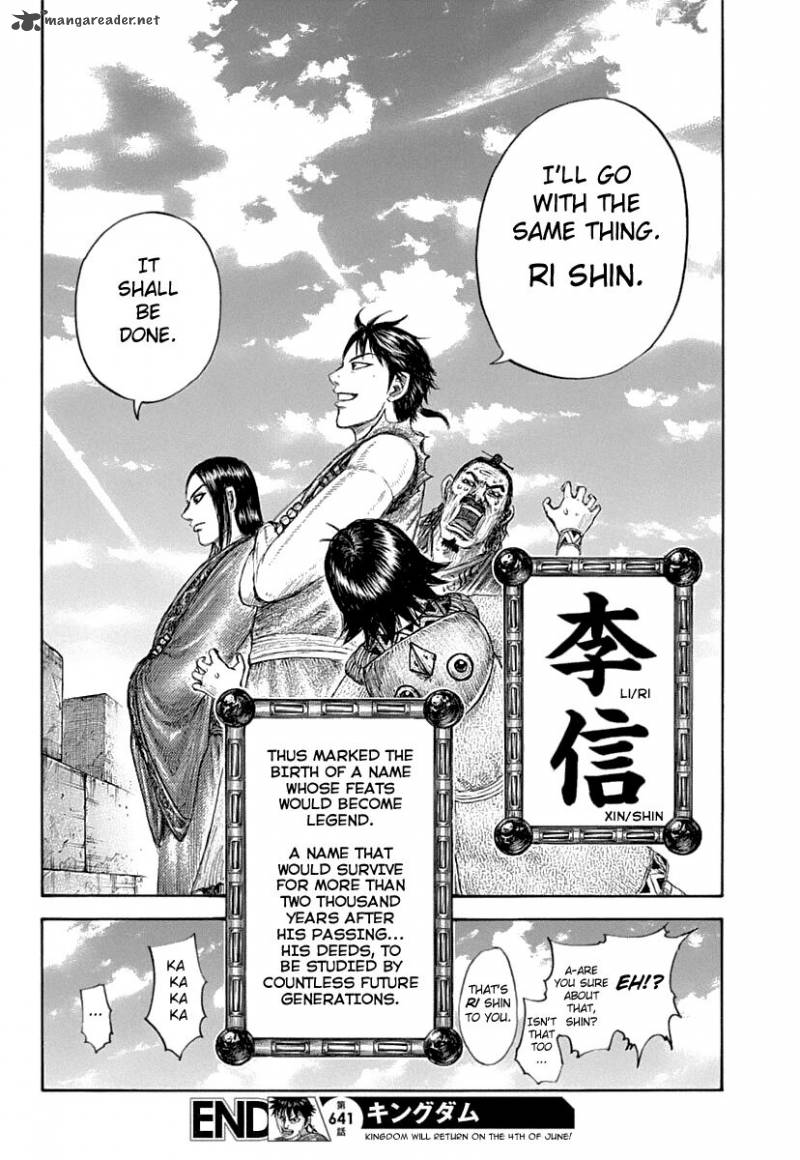 mangareader.net
I'LL GO
WITH THE
SAME THING.
RI SHIN.
IT
SHALL
BE
DONE.
李
LI/RI
信
XIN/SHIN
THUS MARKED THE
BIRTH OF A NAME
WHOSE FEATS
WOULD BECOME
LEGEND.
A NAME THAT
WOULD SURVIVE
FOR MORE THAN
TWO THOUSAND
YEARS AFTER
HIS PASSING...
HIS DEEDS, TO
BE STUDIED BY
COUNTLESS FUTURE
GENERATIONS.
EH!?
A-ARE
YOU SURE
ABOUT
THAT,
SHIN?
ISN'T
THAT
TOO
...
THAT'S
RI SHIN
TO YOU.
KA
KA
KA
KA
...
END
第
641
話
キングダム
KINGDOM WILL RETURN ON THE 4TH OF JUNE!